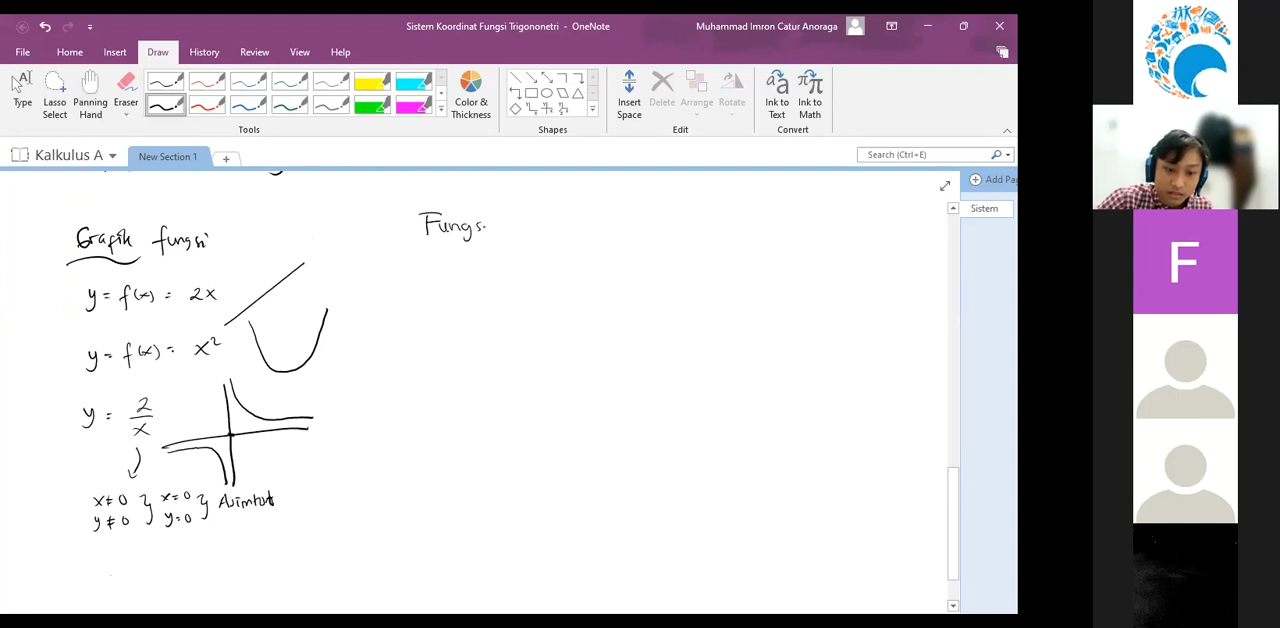 Sistem Koordinat Fungsi Trigononetri - OneNote
Muhammad Imron Catur Anoraga
File Home Insert Draw History Review View Help
Type
Lasso Select
Panning Hand
Eraser
Color & Thickness
Insert Space
Delete
Arrange
Rotate
Ink to Text
Ink to Math
Tools
Shapes
Edit
Convert
Kalkulus A
New Section 1
Search (Ctrl+E)
Add Pag
Sistem
Grafik fungsi
Fungs.
y = f(x) = 2x
y = f(x) = x²
y = 2/x
x ≠ 0 } x = 0 } Asimtot
y ≠ 0 y = 0
F